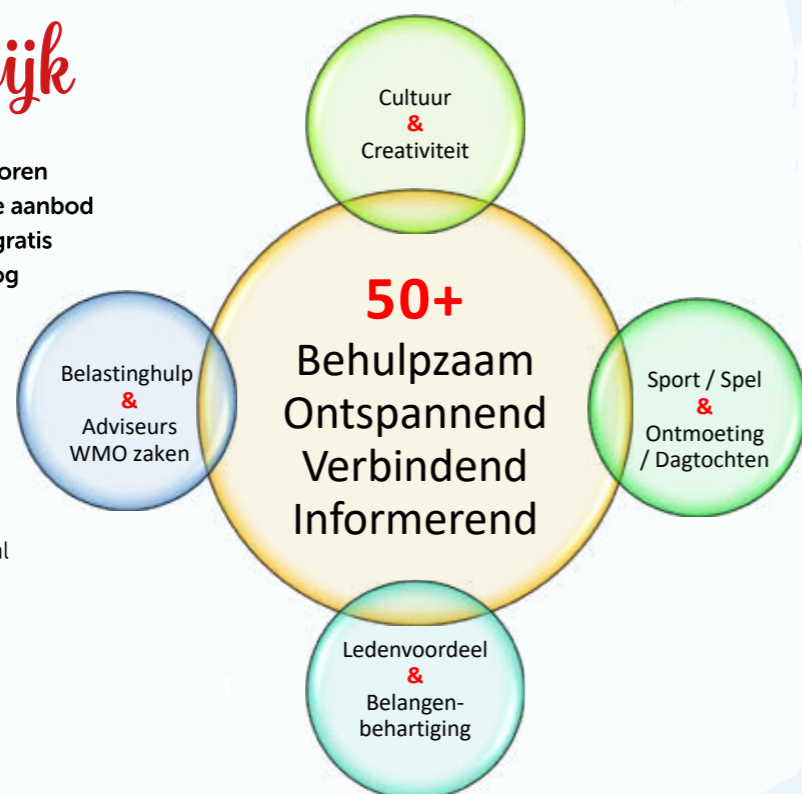 ijk
oren
e aanbod
gratis
og
al
Cultuur
&
Creativiteit
50+
Behulpzaam
Ontspannend
Verbindend
Informerend
Belastinghulp
&
Adviseurs
WMO zaken
Sport / Spel
&
Ontmoeting
/ Dagtochten
Ledenvoordeel
&
Belangen-
behartiging